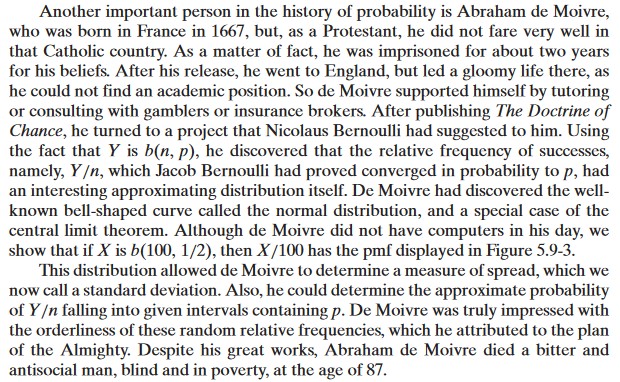 Another important person in the history of probability is Abraham de Moivre,
who was born in France in 1667, but, as a Protestant, he did not fare very well in
that Catholic country. As a matter of fact, he was imprisoned for about two years
for his beliefs. After his release, he went to England, but led a gloomy life there, as
he could not find an academic position. So de Moivre supported himself by tutoring
or consulting with gamblers or insurance brokers. After publishing The Doctrine of
Chance, he turned to a project that Nicolaus Bernoulli had suggested to him. Using
the fact that Y is b(n, p), he discovered that the relative frequency of successes,
namely, Y/n, which Jacob Bernoulli had proved converged in probability to p, had
an interesting approximating distribution itself. De Moivre had discovered the well-
known bell-shaped curve called the normal distribution, and a special case of the
central limit theorem. Although de Moivre did not have computers in his day, we
show that if X is b(100, 1/2), then X/100 has the pmf displayed in Figure 5.9-3.
This distribution allowed de Moivre to determine a measure of spread, which we
now call a standard deviation. Also, he could determine the approximate probability
of Y/n falling into given intervals containing p. De Moivre was truly impressed with
the orderliness of these random relative frequencies, which he attributed to the plan
of the Almighty. Despite his great works, Abraham de Moivre died a bitter and
antisocial man, blind and in poverty, at the age of 87.